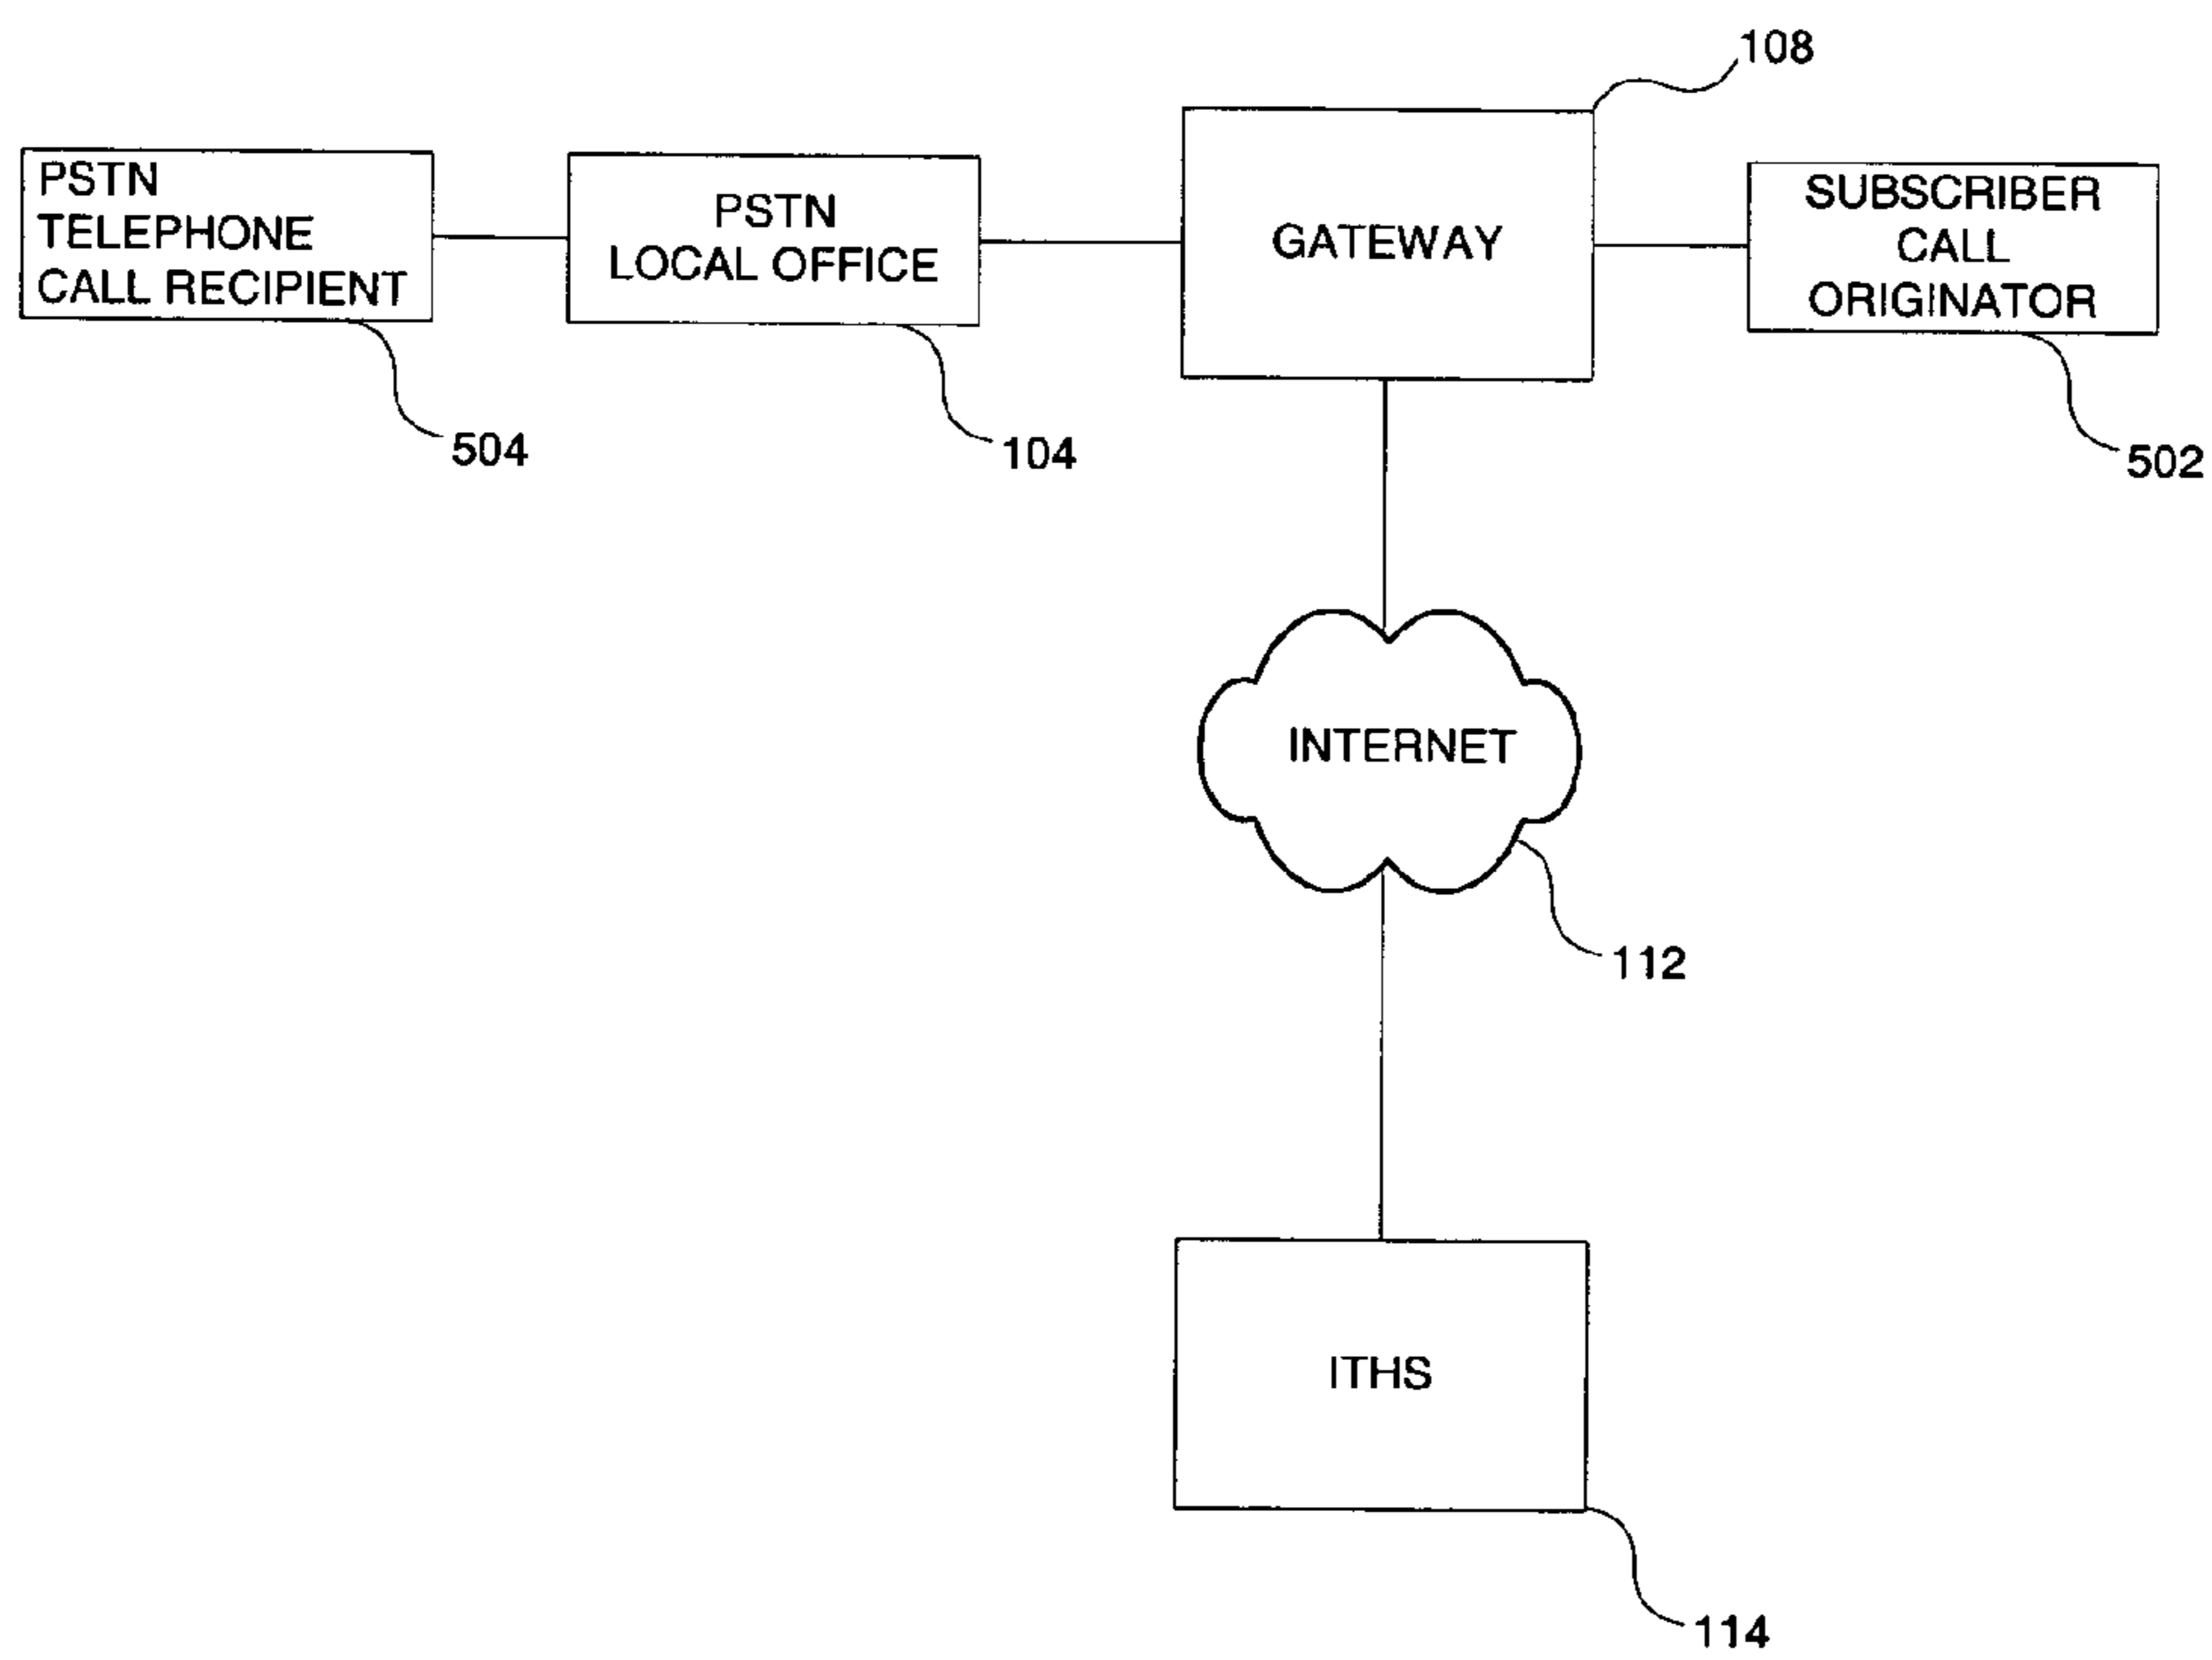 108
PSTN
TELEPHONE
CALL RECIPIENT
PSTN
LOCAL OFFICE
GATEWAY
SUBSCRIBER
CALL
ORIGINATOR
504
104
502
INTERNET
112
ITHS
114